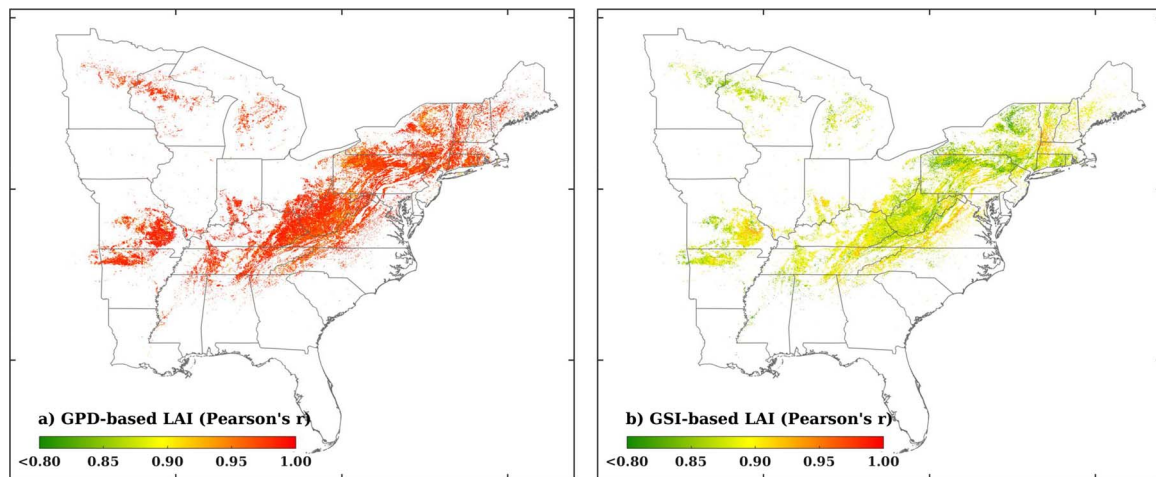 a) GPD-based LAI (Pearson's r)
<0.80 0.85 0.90 0.95 1.00
b) GSI-based LAI (Pearson's r)
<0.80 0.85 0.90 0.95 1.00